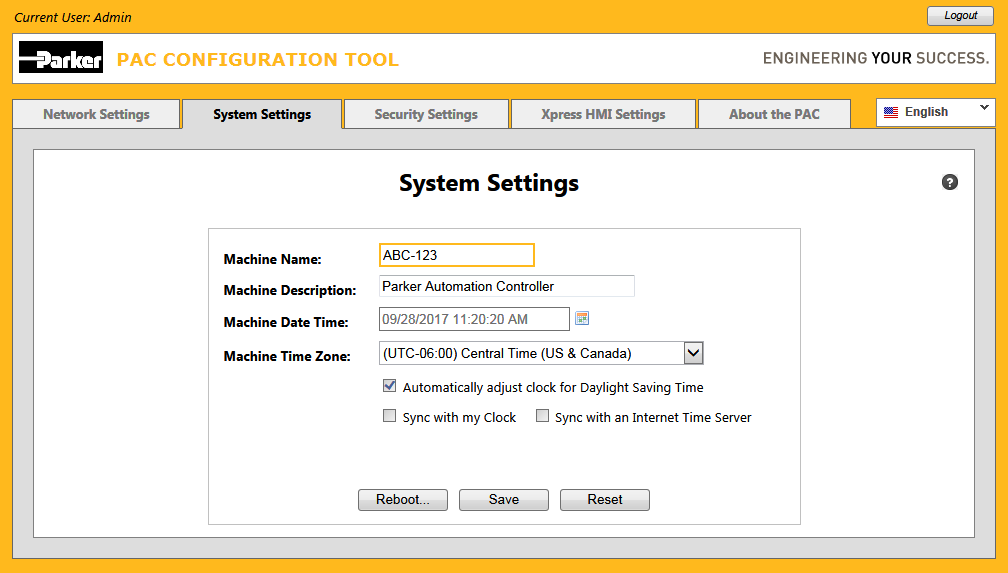 Current User: Admin
Logout
Parker
PAC CONFIGURATION TOOL
ENGINEERING YOUR SUCCESS.
Network Settings
System Settings
Security Settings
Xpress HMI Settings
About the PAC
English
System Settings
?
Machine Name:
ABC-123
Machine Description:
Parker Automation Controller
Machine Date Time:
09/28/2017 11:20:20 AM
Machine Time Zone:
(UTC-06:00) Central Time (US & Canada)
Automatically adjust clock for Daylight Saving Time
Sync with my Clock
Sync with an Internet Time Server
Reboot...
Save
Reset